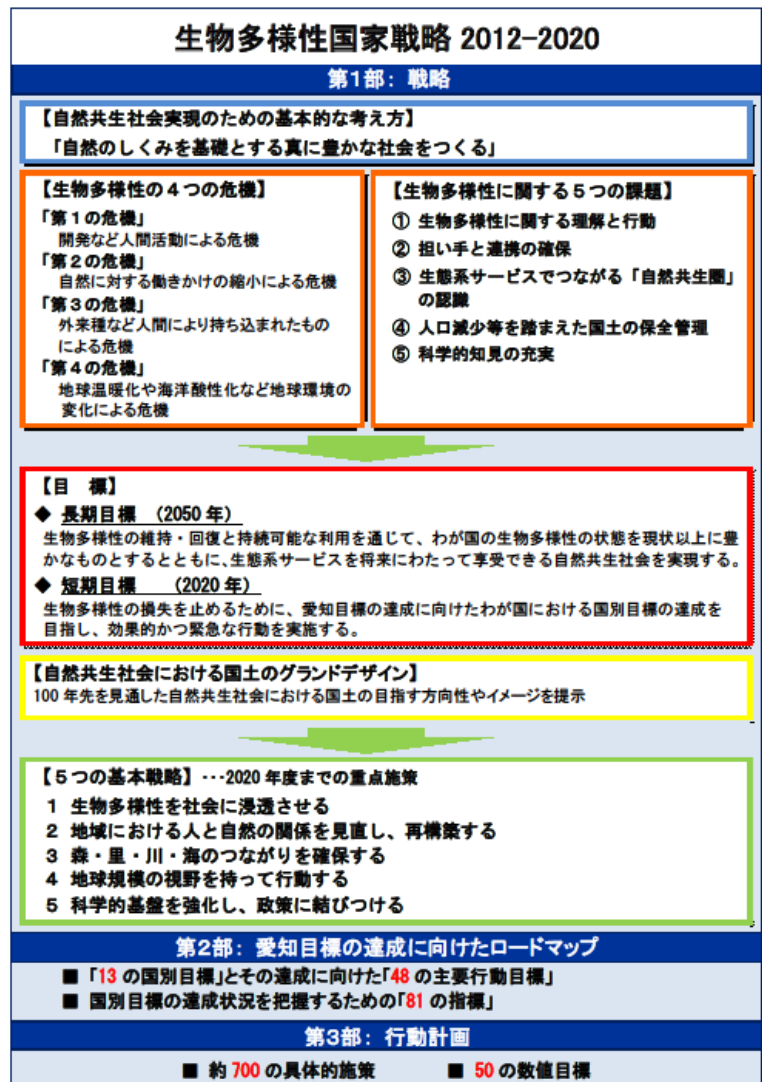 生物多様性国家戦略 2012-2020
第1部: 戦略
【自然共生社会実現のための基本的な考え方】
「自然のしくみを基礎とする真に豊かな社会をつくる」
【生物多様性の4つの危機】
「第1の危機」
開発など人間活動による危機
「第2の危機」
自然に対する働きかけの縮小による危機
「第3の危機」
外来種など人間により持ち込まれたもの
による危機
「第4の危機」
地球温暖化や海洋酸性化など地球環境の
変化による危機
【生物多様性に関する5つの課題】
① 生物多様性に関する理解と行動
② 担い手と連携の確保
③ 生態系サービスでつながる「自然共生圏」
の認識
④ 人口減少等を踏まえた国土の保全管理
⑤ 科学的知見の充実
【目 標】
◆ 長期目標 (2050 年)
生物多様性の維持・回復と持続可能な利用を通じて、わが国の生物多様性の状態を現状以上に豊
かなものとするとともに、生態系サービスを将来にわたって享受できる自然共生社会を実現する。
◆ 短期目標 (2020 年)
生物多様性の損失を止めるために、愛知目標の達成に向けたわが国における国別目標の達成を
目指し、効果的かつ緊急な行動を実施する。
【自然共生社会における国土のグランドデザイン】
100 年先を見通した自然共生社会における国土の目指す方向性やイメージを提示
【5つの基本戦略】···2020 年度までの重点施策
1 生物多様性を社会に浸透させる
2 地域における人と自然の関係を見直し、再構築する
3 森・里・川・海のつながりを確保する
4 地球規模の視野を持って行動する
5 科学的基盤を強化し、政策に結びつける
第2部: 愛知目標の達成に向けたロードマップ
■ 「13 の国別目標」とその達成に向けた「48 の主要行動目標」
■ 国別目標の達成状況を把握するための「81 の指標」
第3部: 行動計画
■ 約 700 の具体的施策 ■ 50 の数値目標